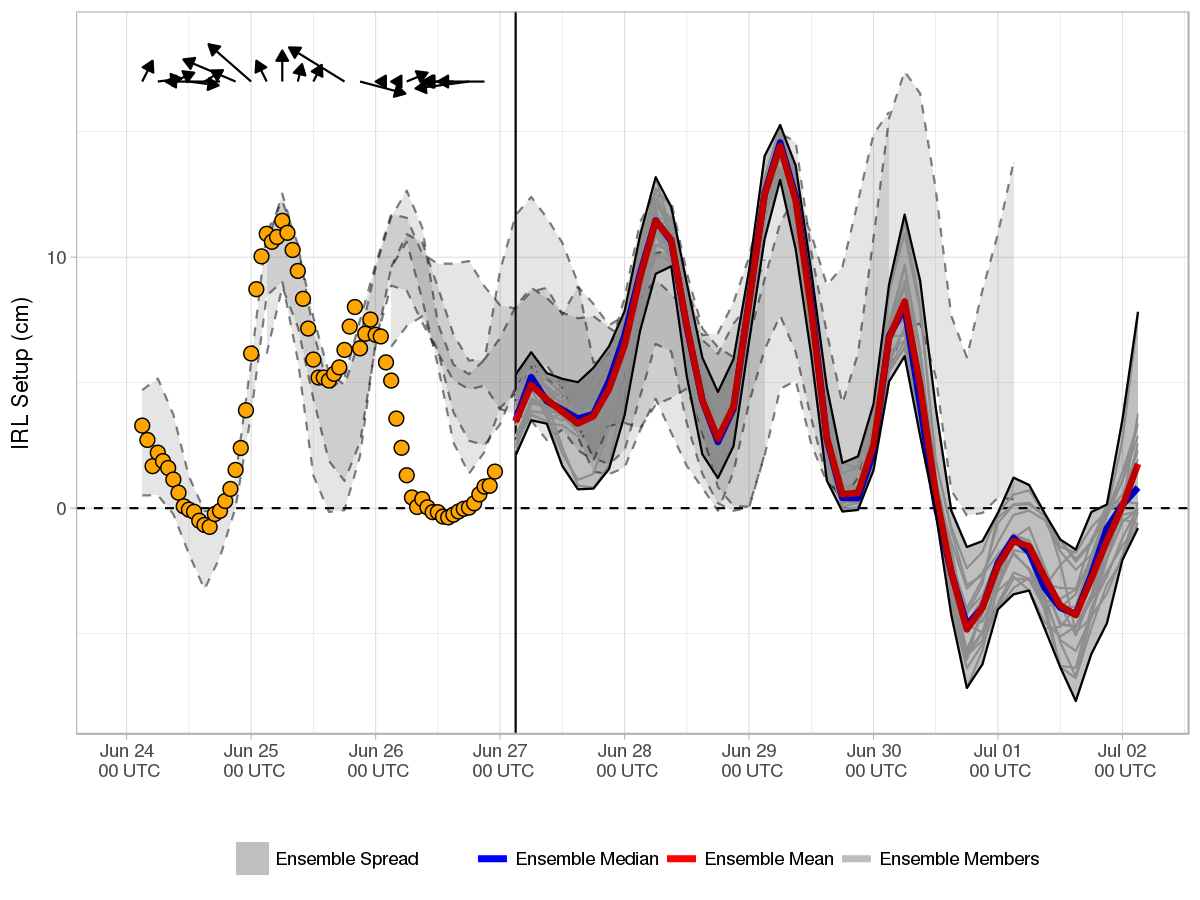 IRL Setup (cm)
10
0
Jun 24 Jun 25 Jun 26 Jun 27 Jun 28 Jun 29 Jun 30 Jul 01 Jul 02
00 UTC 00 UTC 00 UTC 00 UTC 00 UTC 00 UTC 00 UTC 00 UTC 00 UTC
Ensemble Spread Ensemble Median Ensemble Mean Ensemble Members